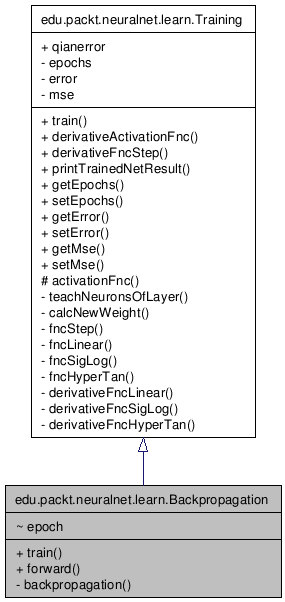 edu.packt.neuralnet.learn.Training
+ qianerror
- epochs
- error
- mse
+ train()
+ derivativeActivationFnc()
+ derivativeFncStep()
+ printTrainedNetResult()
+ getEpochs()
+ setEpochs()
+ getError()
+ setError()
+ getMse()
+ setMse()
# activationFnc()
- teachNeuronsOfLayer()
- calcNewWeight()
- fncStep()
- fncLinear()
- fncSigLog()
- fncHyperTan()
- derivativeFncLinear()
- derivativeFncSigLog()
- derivativeFncHyperTan()
edu.packt.neuralnet.learn.Backpropagation
~ epoch
+ train()
+ forward()
- backpropagation()